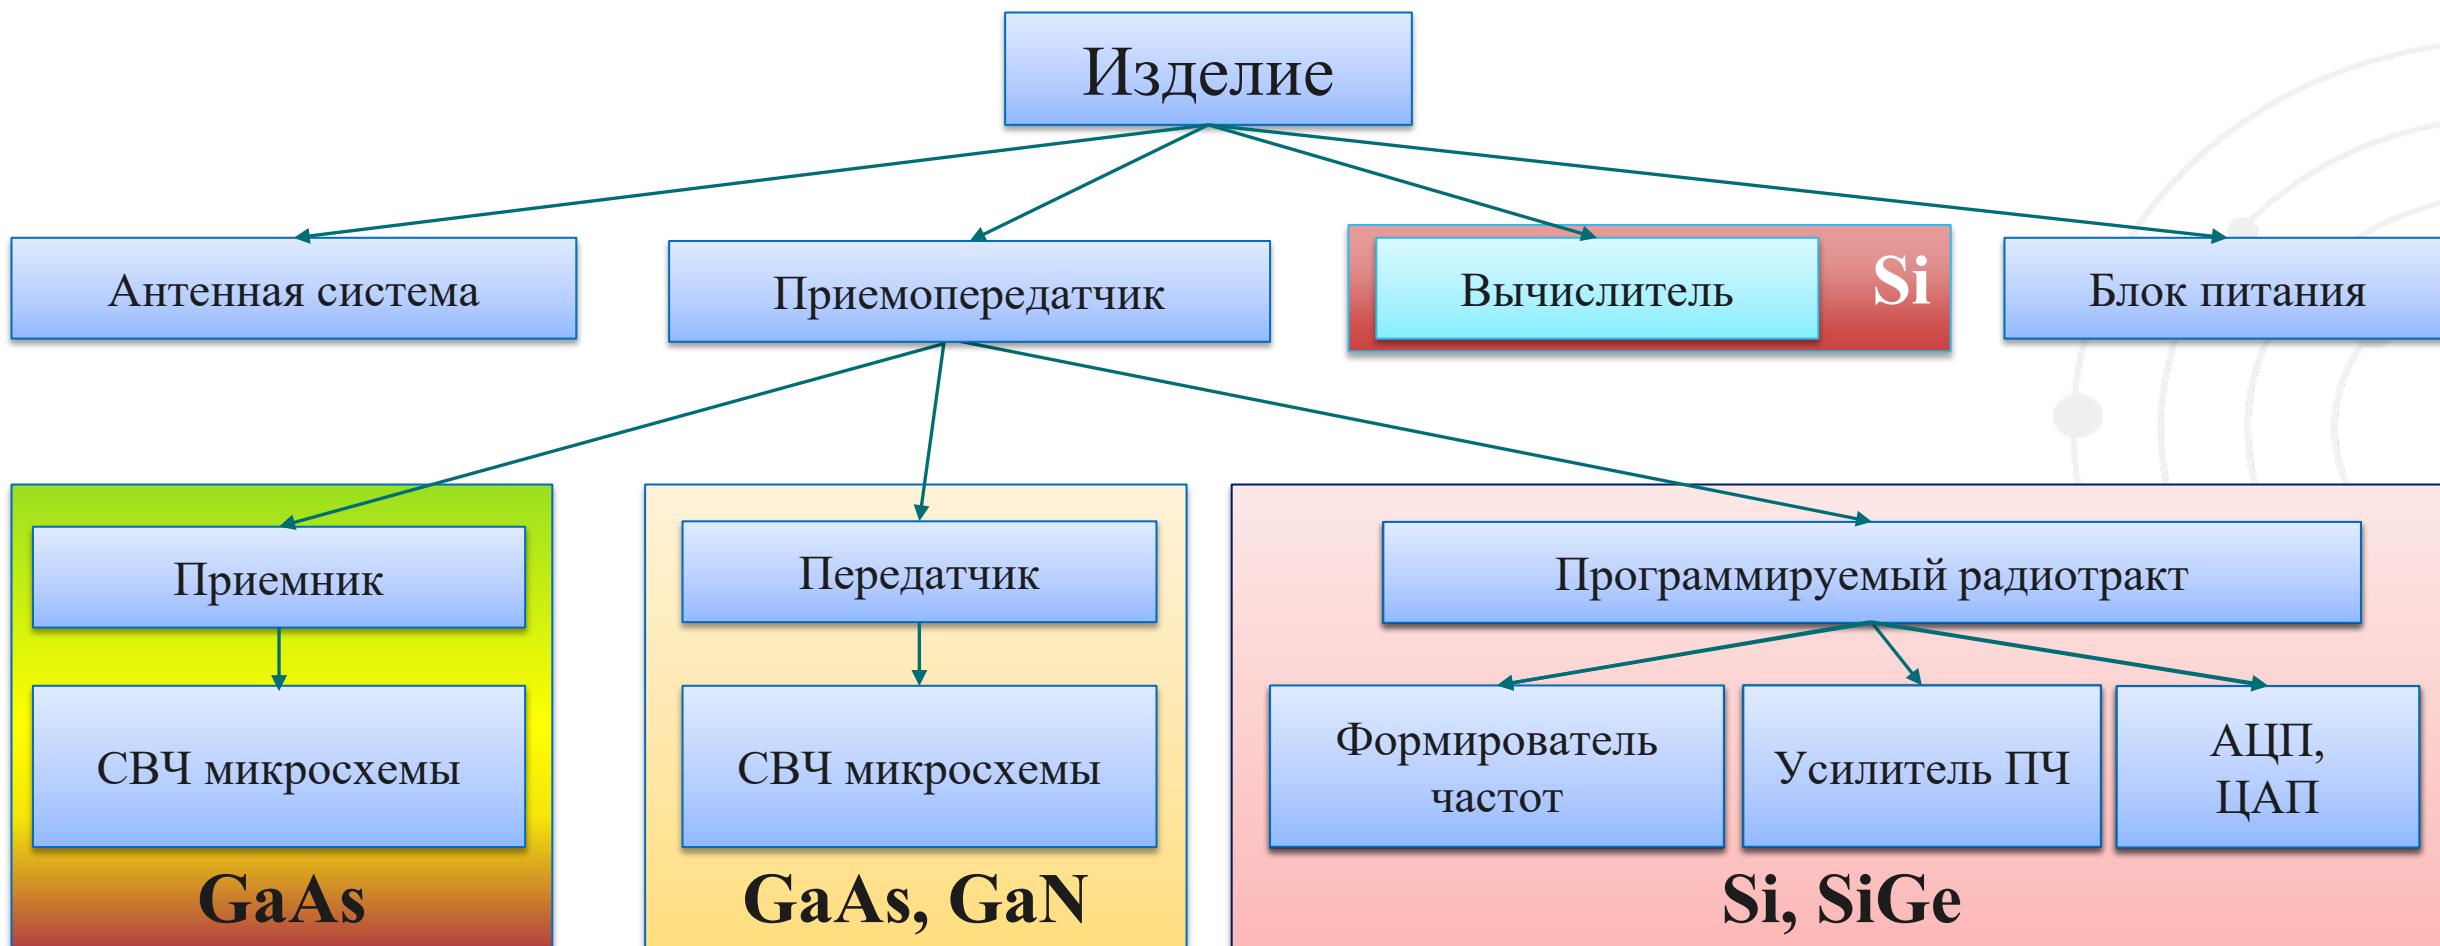 Изделие
Антенная система
Приемопередатчик
Вычислитель
Si
Блок питания
Приемник
Передатчик
Программируемый радиотракт
СВЧ микросхемы
СВЧ микросхемы
Формирователь
частот
Усилитель ПЧ
АЦП,
ЦАП
GaAs
GaAs, GaN
Si, SiGe